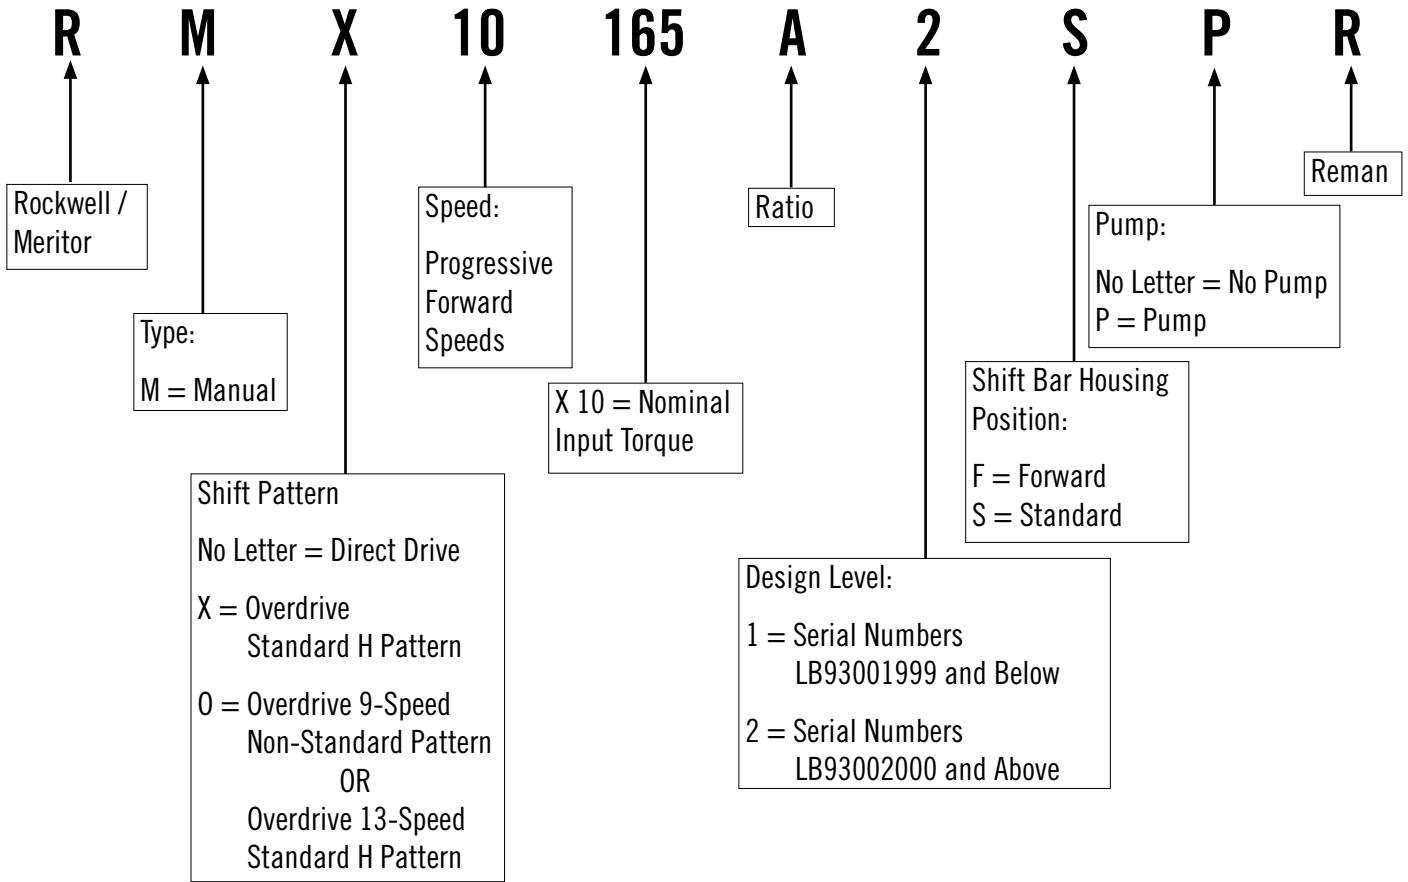 R M X 10 165 A 2 S P R
Rockwell /
Meritor
Type:
M = Manual
Shift Pattern
No Letter = Direct Drive
X = Overdrive
Standard H Pattern
O = Overdrive 9-Speed
Non-Standard Pattern
OR
Overdrive 13-Speed
Standard H Pattern
Speed:
Progressive
Forward
Speeds
X 10 = Nominal
Input Torque
Ratio
Design Level:
1 = Serial Numbers
LB93001999 and Below
2 = Serial Numbers
LB93002000 and Above
Shift Bar Housing
Position:
F = Forward
S = Standard
Pump:
No Letter = No Pump
P = Pump
Reman